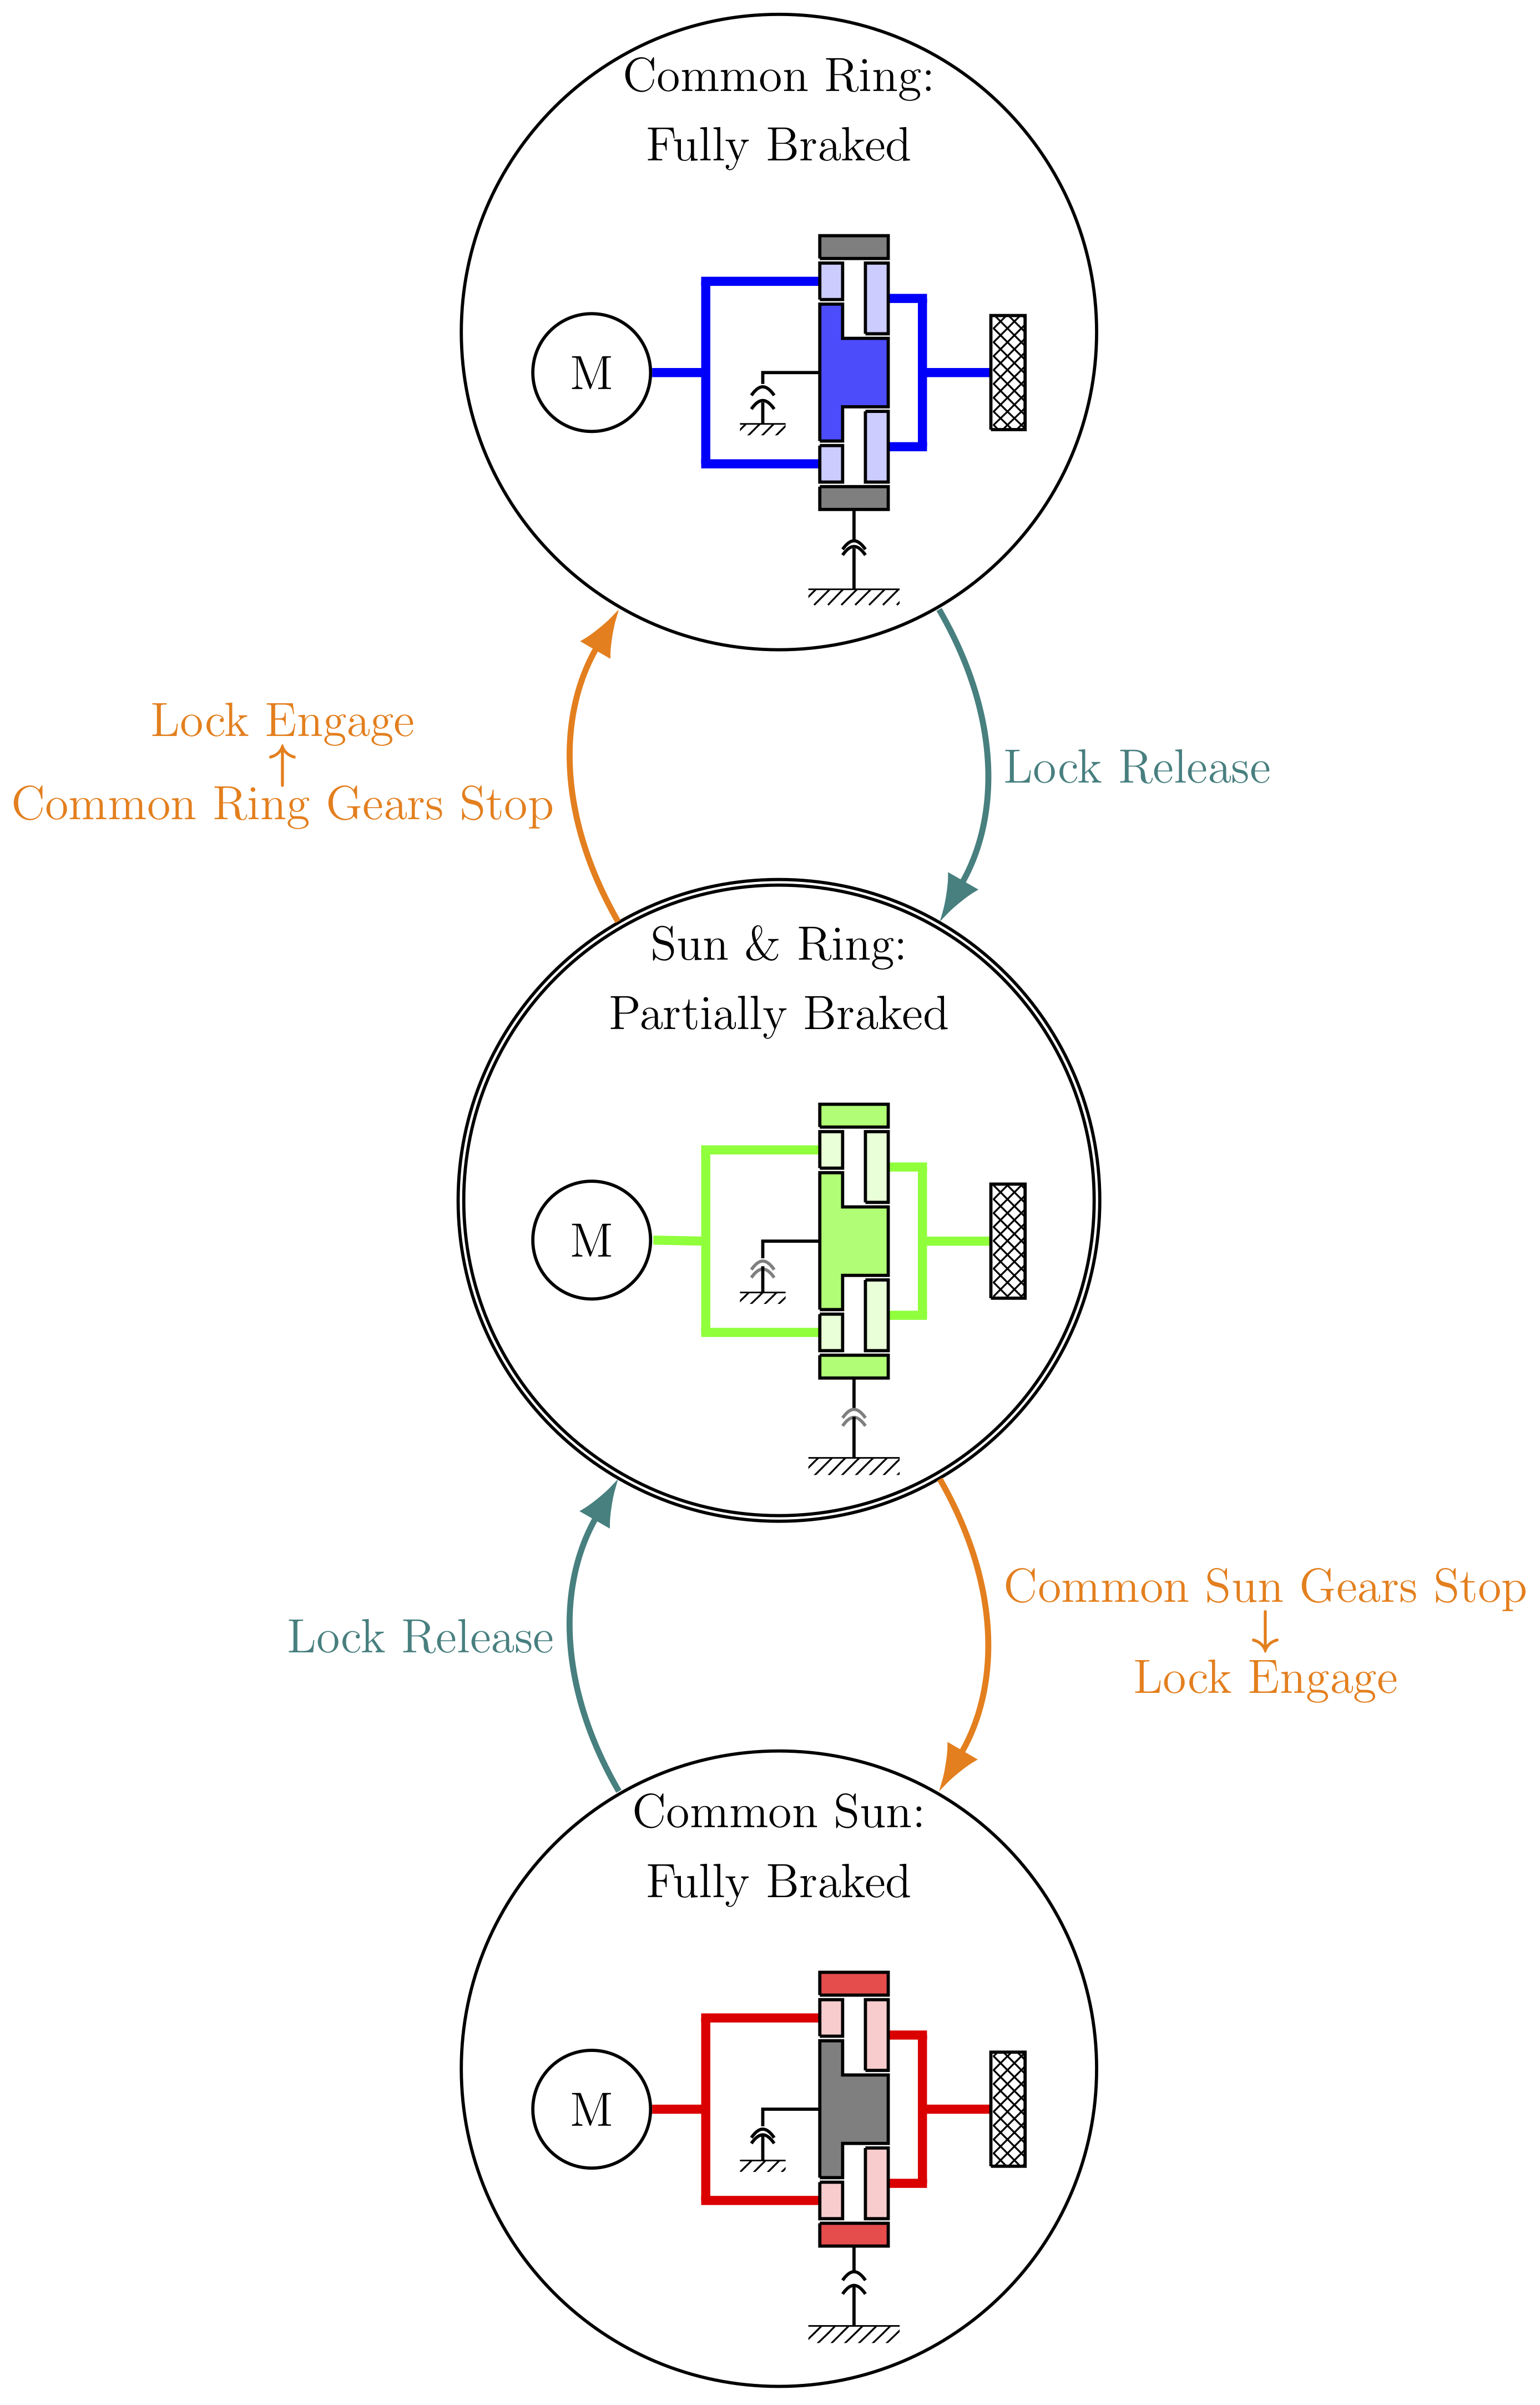 Common Ring:
Fully Braked
M
Lock Engage
↑
Common Ring Gears Stop
Lock Release
Sun & Ring:
Partially Braked
M
Lock Release
Common Sun Gears Stop
↓
Lock Engage
Common Sun:
Fully Braked
M